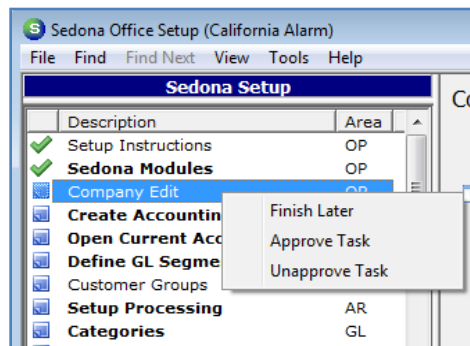 S Sedona Office Setup (California Alarm)
File Find Find Next View Tools Help
Sedona Setup
Description Area
Setup Instructions OP
Sedona Modules OP
Company Edit OP
Create Accountin
Open Current Acc
Define GL Segme
Customer Groups
Setup Processing AR
Categories GL
Finish Later
Approve Task
Unapprove Task